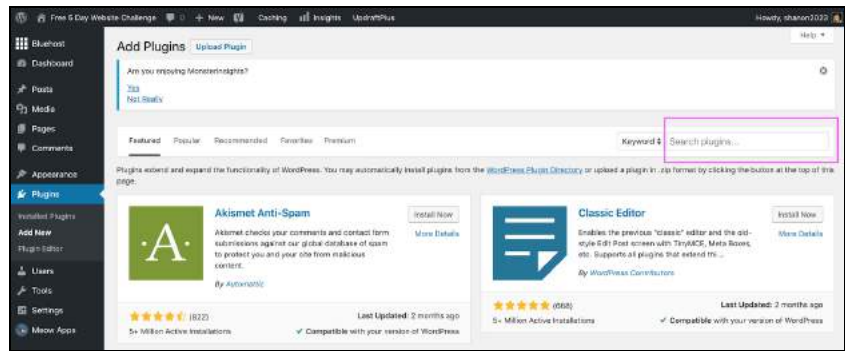 Free 5 Day Website Challenge 0 + New Caching Insights UpdraftPlus Howdy, sharon2023
Help
Bluehost
Dashboard
Posts
Media
Pages
Comments
Appearance
Plugins
Installed Plugins
Add New
Plugin Editor
Users
Tools
Settings
Meow Apps
Add Plugins Upload Plugin
Are you enjoying MonsterInsights?
Yes
Not Really
Featured Popular Recommended Favorites Premium Keyword Search plugins...
Plugins extend and expand the functionality of WordPress. You may automatically install plugins from the WordPress Plugin Directory or upload a plugin in .zip format by clicking the button at the top of this
page.
Akismet Anti-Spam
Install Now
More Details
Akismet checks your comments and contact form
submissions against our global database of spam
to protect you and your site from malicious
content.
By Automattic
(822)
5+ Million Active Installations
Last Updated: 2 months ago
Compatible with your version of WordPress
Classic Editor
Install Now
More Details
Enables the previous "classic" editor and the old-
style Edit Post screen with TinyMCE, Meta Boxes,
etc. Supports all plugins that extend thi...
By WordPress Contributors
(668)
5+ Million Active Installations
Last Updated: 2 months ago
Compatible with your version of WordPress